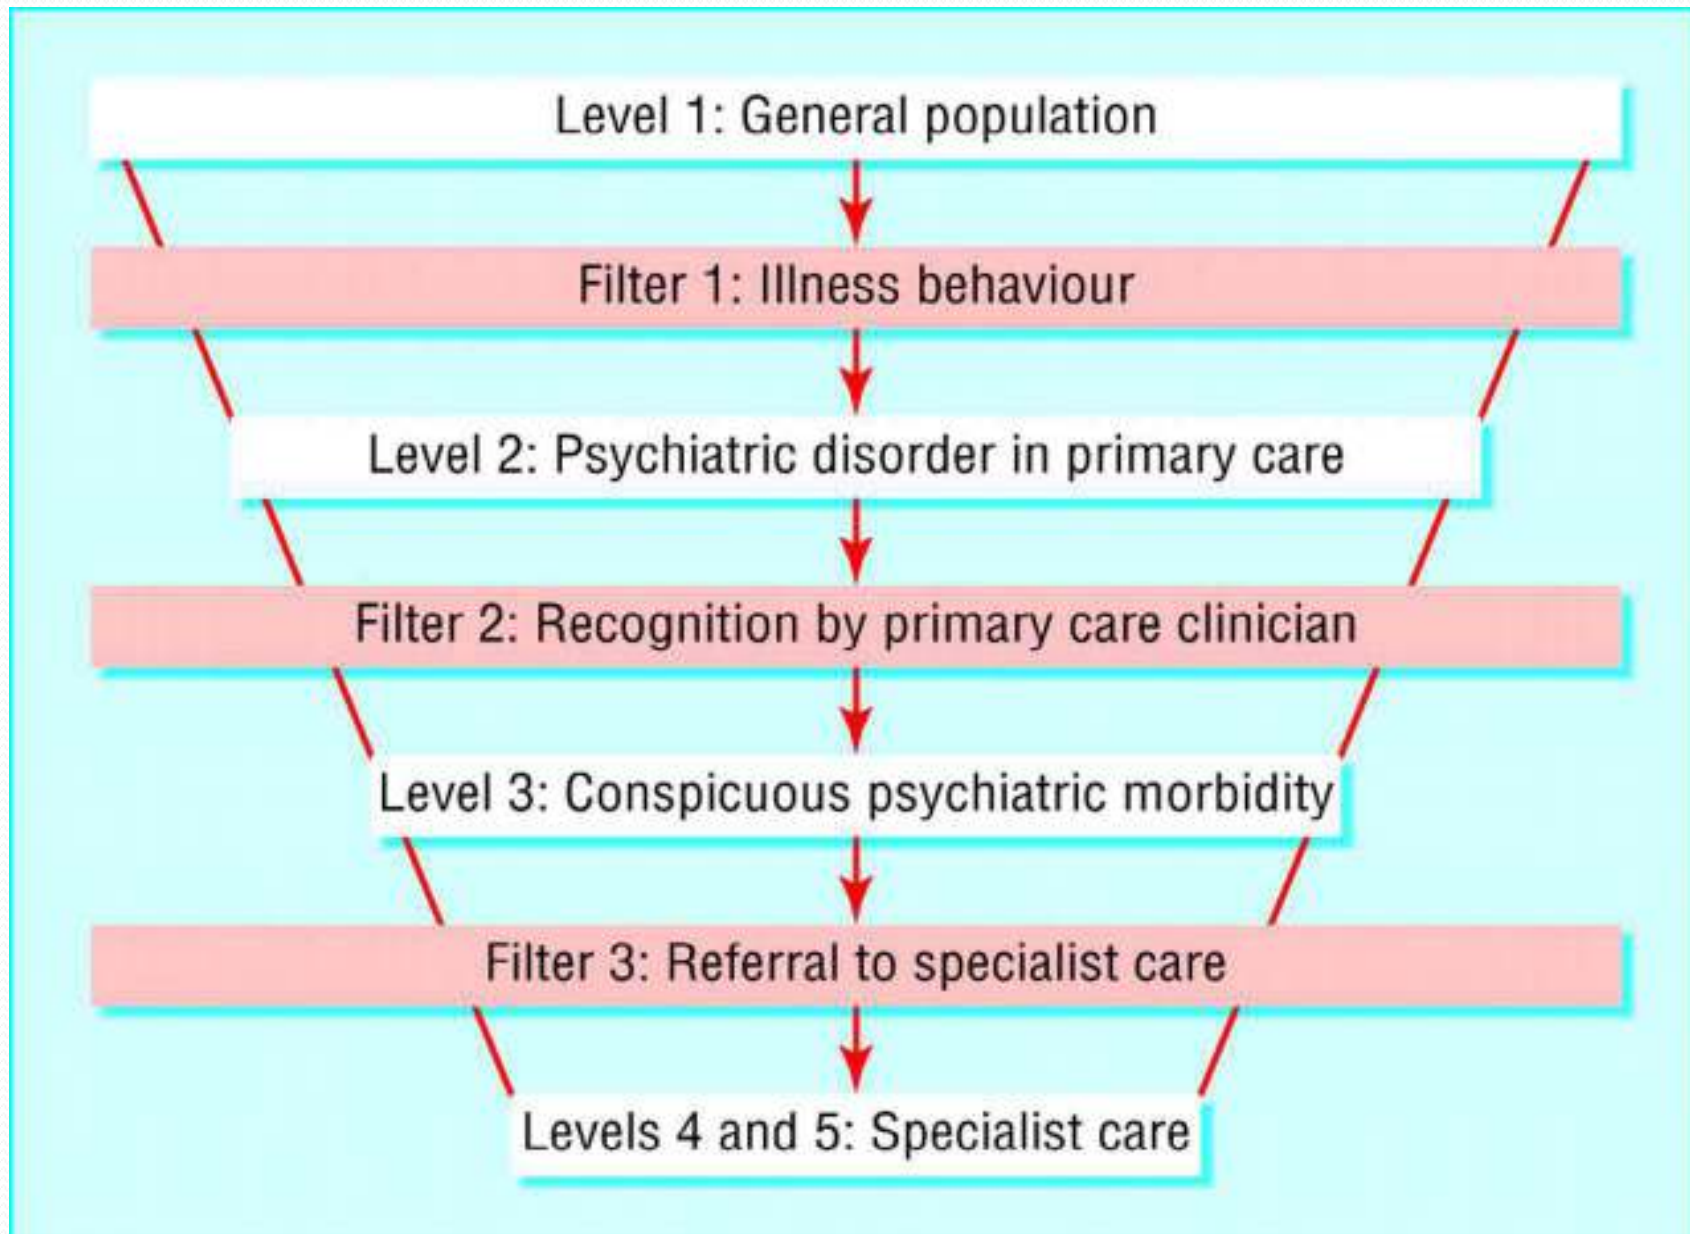 Level 1: General population
Filter 1: Illness behaviour
Level 2: Psychiatric disorder in primary care
Filter 2: Recognition by primary care clinician
Level 3: Conspicuous psychiatric morbidity
Filter 3: Referral to specialist care
Levels 4 and 5: Specialist care